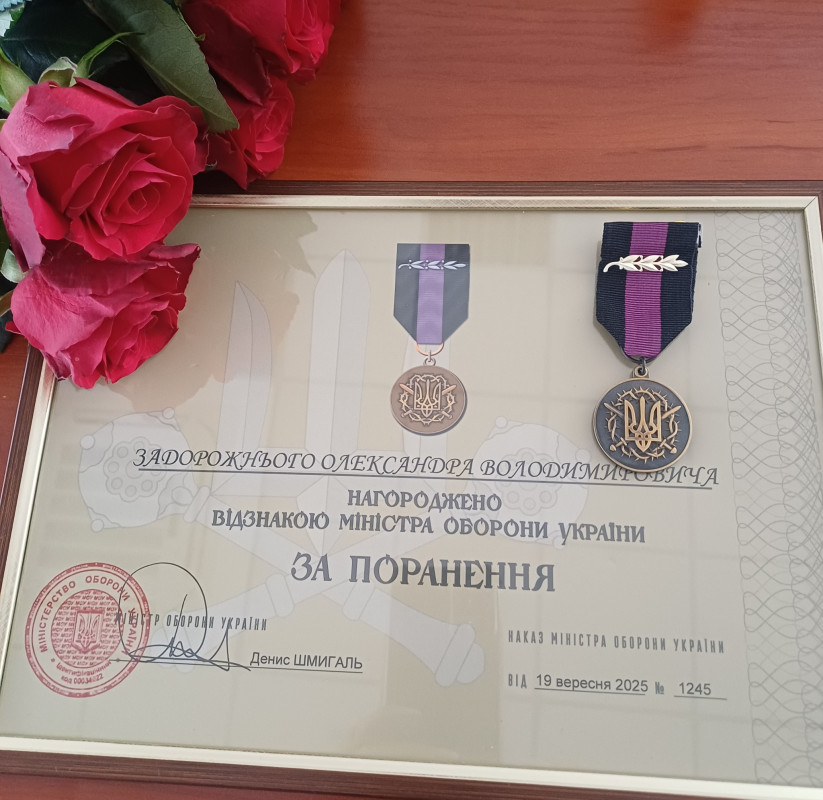 ЗАДОРОЖНЬОГО ОЛЕКСАНДРА ВОЛОДИМИРОВИЧА
НАГОРОДЖЕНО
ВІДЗНАКОЮ МІНІСТРА ОБОРОНИ УКРАЇНИ
ЗА ПОРАНЕННЯ
МІНІСТЕРСТВО ОБОРОНИ УКРАЇНИ
МІНІСТР ОБОРОНИ УКРАЇНИ
Денис ШМИГАЛЬ
НАКАЗ МІНІСТРА ОБОРОНИ УКРАЇНИ
ВІД 19 вересня 2025 № 1245